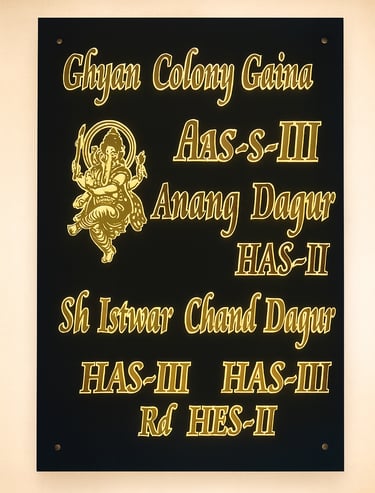 Ghyan Colony Gaina
AAS-S-III
Anang Dagur
HAS-II
Sh Istwar Chand Dagur
HAS-III HAS-III
Rd HES-II